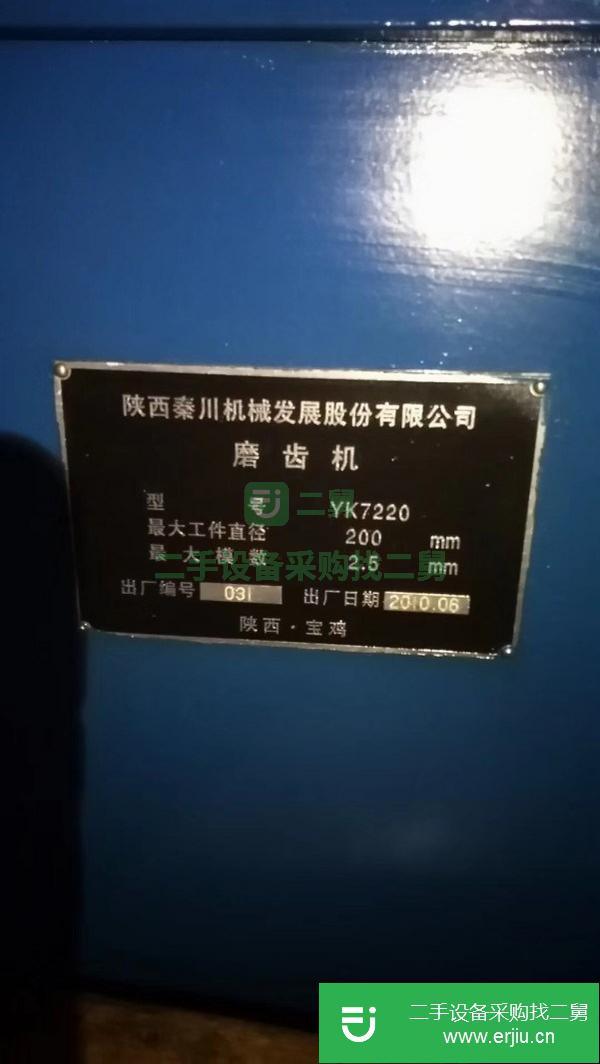 陕西秦川机械发展股份有限公司
磨齿机
型号 YK7220
最大工件直径 200 mm
最大模数 2.5 mm
出厂编号 031 出厂日期 2010.06
陕西·宝鸡
二舅
二手设备采购找二舅
二手设备采购找二舅
www.erjiu.cn